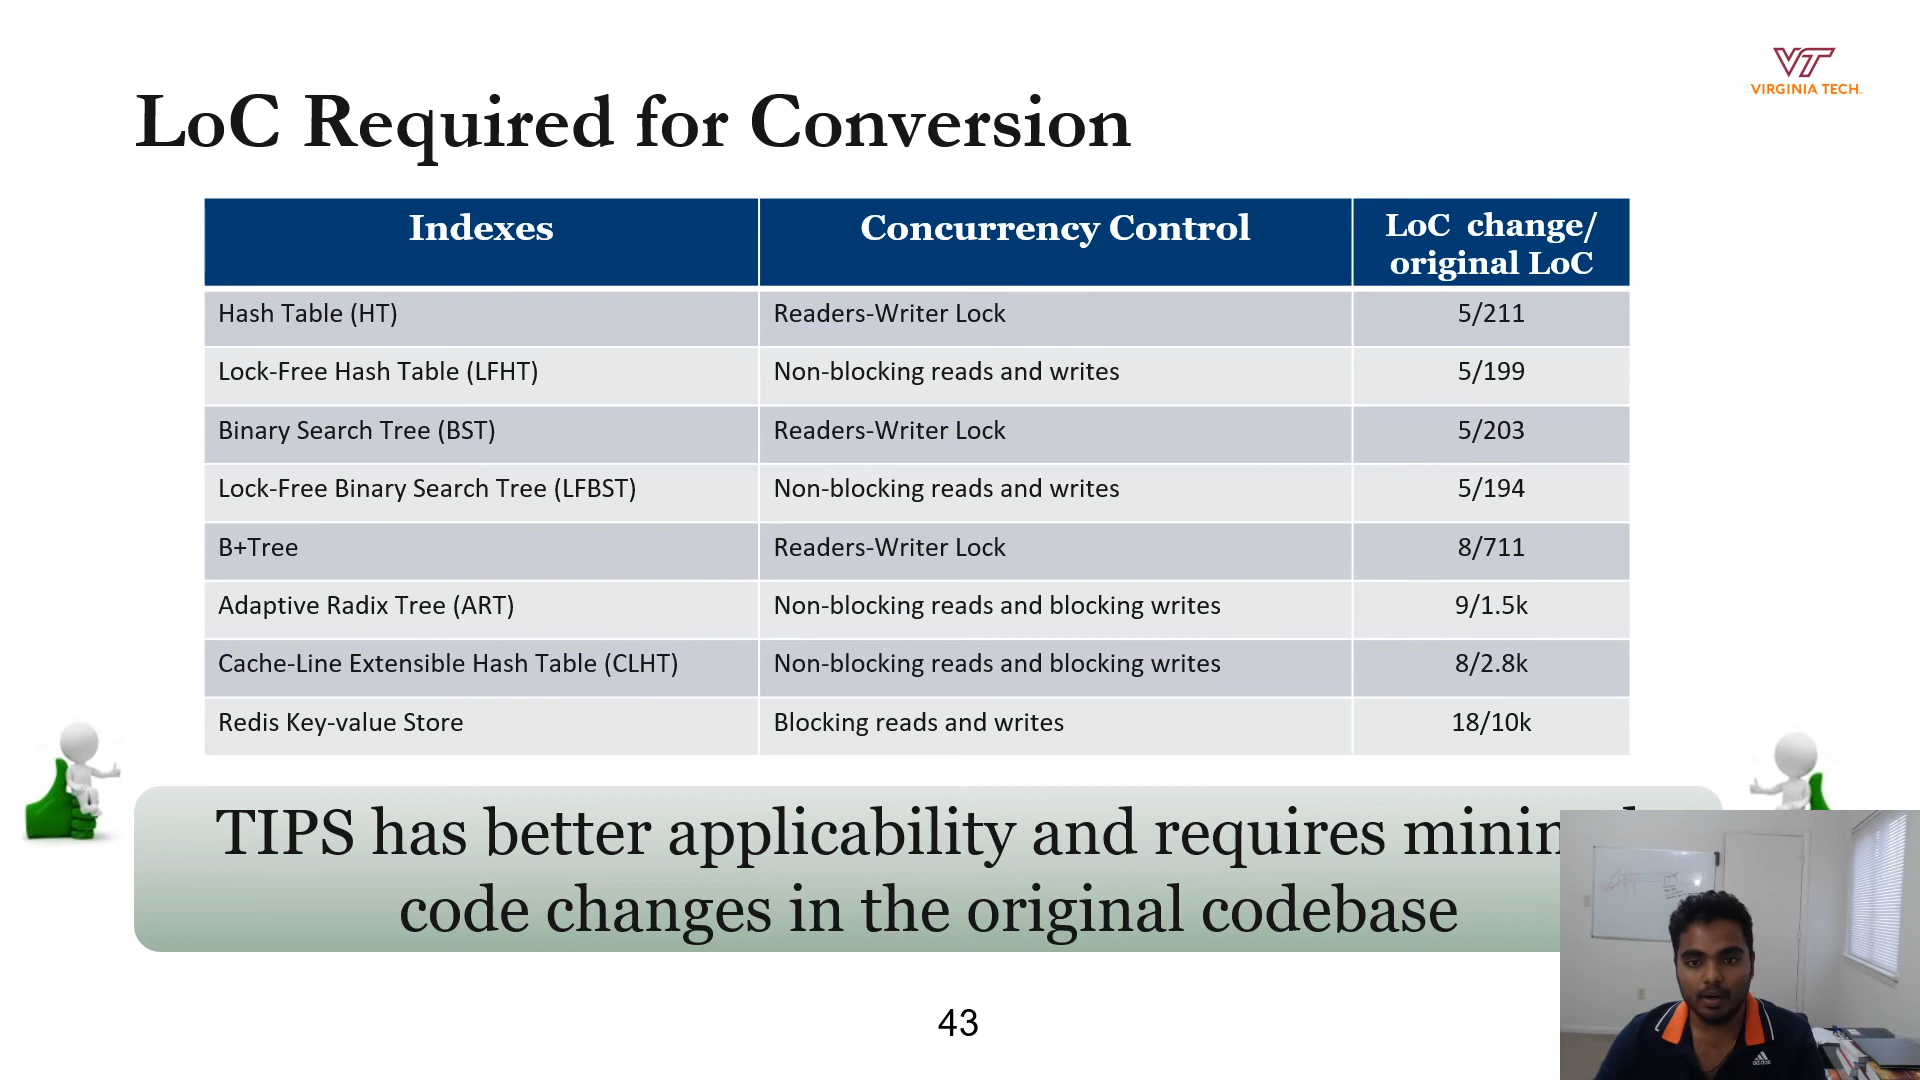 VT
VIRGINIA TECH
LoC Required for Conversion
Indexes Concurrency Control LoC change/
original LoC
Hash Table (HT) Readers-Writer Lock 5/211
Lock-Free Hash Table (LFHT) Non-blocking reads and writes 5/199
Binary Search Tree (BST) Readers-Writer Lock 5/203
Lock-Free Binary Search Tree (LFBST) Non-blocking reads and writes 5/194
B+Tree Readers-Writer Lock 8/711
Adaptive Radix Tree (ART) Non-blocking reads and blocking writes 9/1.5k
Cache-Line Extensible Hash Table (CLHT) Non-blocking reads and blocking writes 8/2.8k
Redis Key-value Store Blocking reads and writes 18/10k
TIPS has better applicability and requires
code changes in the original codebase
43
adidas